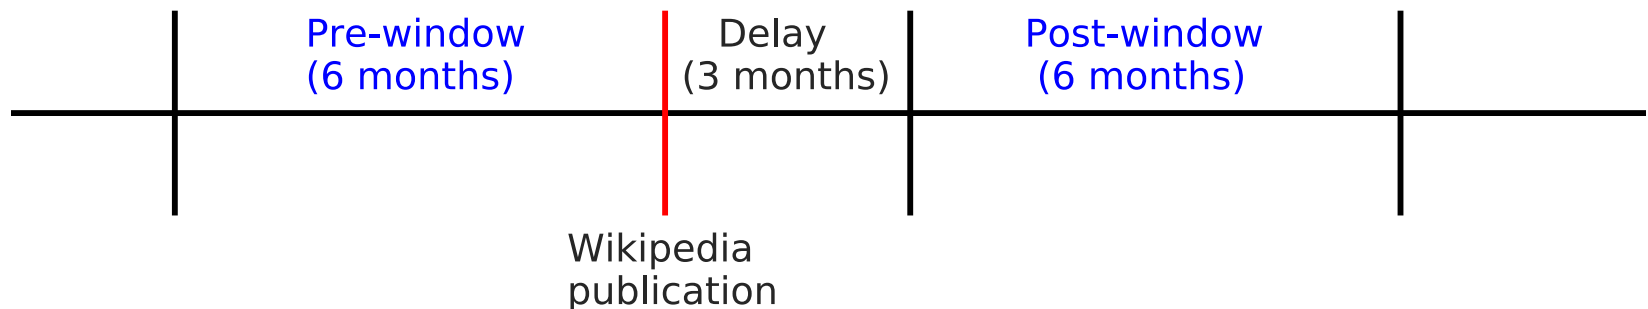 Pre-window
(6 months)
Delay
(3 months)
Post-window
(6 months)
Wikipedia
publication